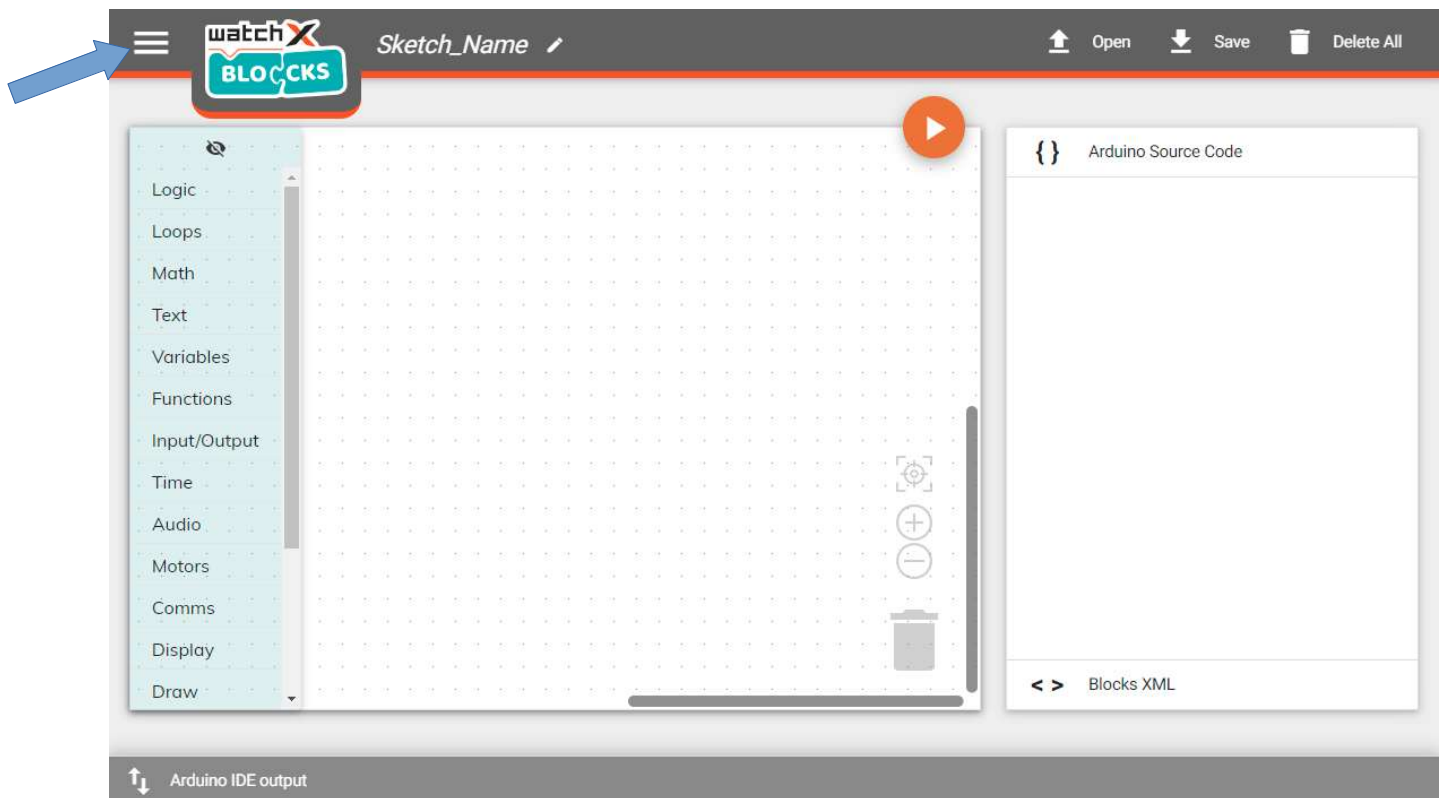 watchX
BLOCCKS
Sketch_Name
Open
Save
Delete All
Logic
Loops
Math
Text
Variables
Functions
Input/Output
Time
Audio
Motors
Comms
Display
Draw
{ } Arduino Source Code
< > Blocks XML
Arduino IDE output